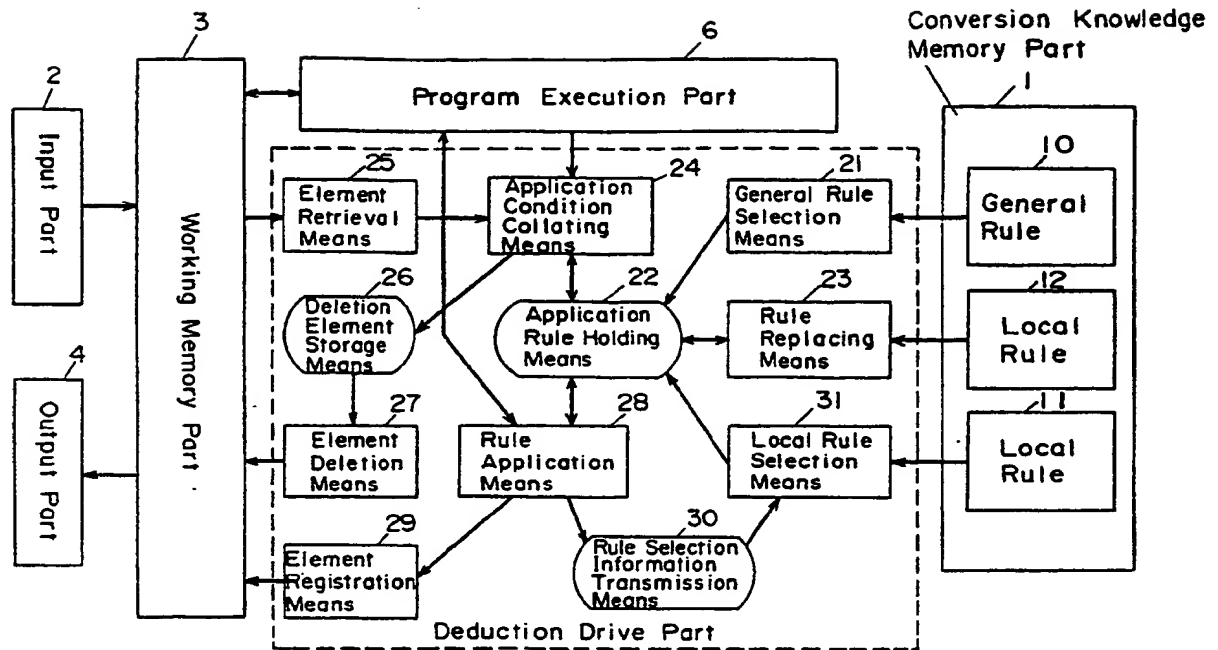 Conversion Knowledge
Memory Part
3
6
1
2
Input Part
Working Memory Part
Program Execution Part
10
General
Rule
25
Element
Retrieval
Means
24
Application
Condition
Collating
Means
21
General Rule
Selection
Means
26
Deletion
Element
Storage
Means
22
Application
Rule Holding
Means
23
Rule
Replacing
Means
12
Local
Rule
4
Output Part
27
Element
Deletion
Means
28
Rule
Application
Means
31
Local Rule
Selection
Means
11
Local
Rule
29
Element
Registration
Means
30
Rule Selection
Information
Transmission
Means
Deduction Drive Part